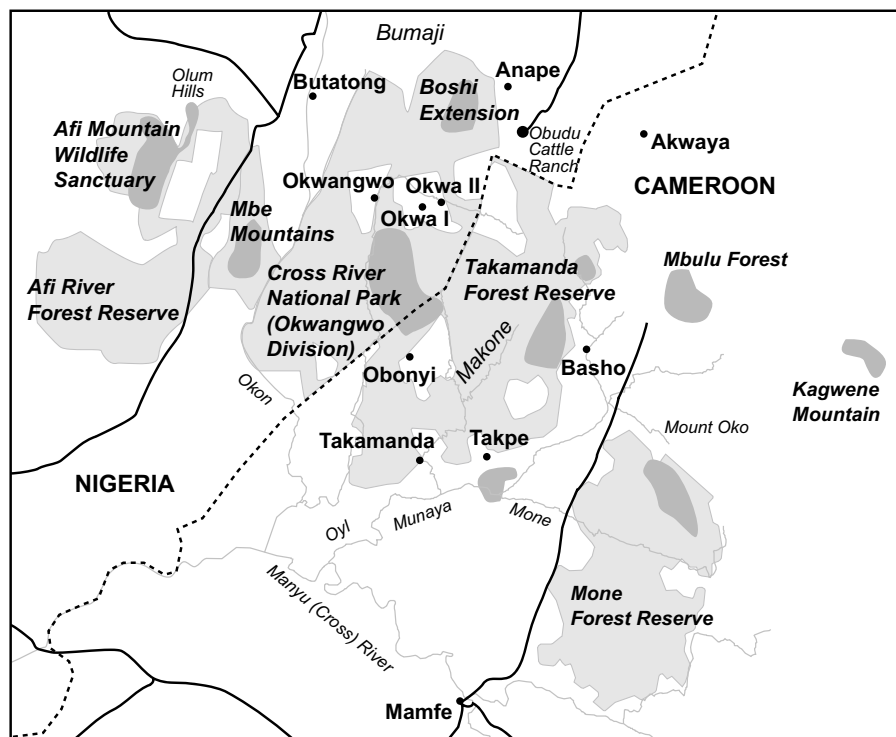 Bumaji
Olum
Hills
Butatong
Boshi
Extension
Anape
Obudu
Cattle
Ranch
Akwaya
Afi Mountain
Wildlife
Sanctuary
CAMEROON
Okwangwo
Okwa II
Okwa I
Mbe
Mountains
Cross River
National Park
(Okwangwo
Division)
Takamanda
Forest Reserve
Mbulu Forest
Afi River
Forest Reserve
Makone
Obonyi
Basho
Okon
Kagwene
Mountain
Mount Oko
Takamanda
Takpe
NIGERIA
Oyl
Munaya
Mone
Manyu (Cross) River
Mone
Forest Reserve
Mamfe